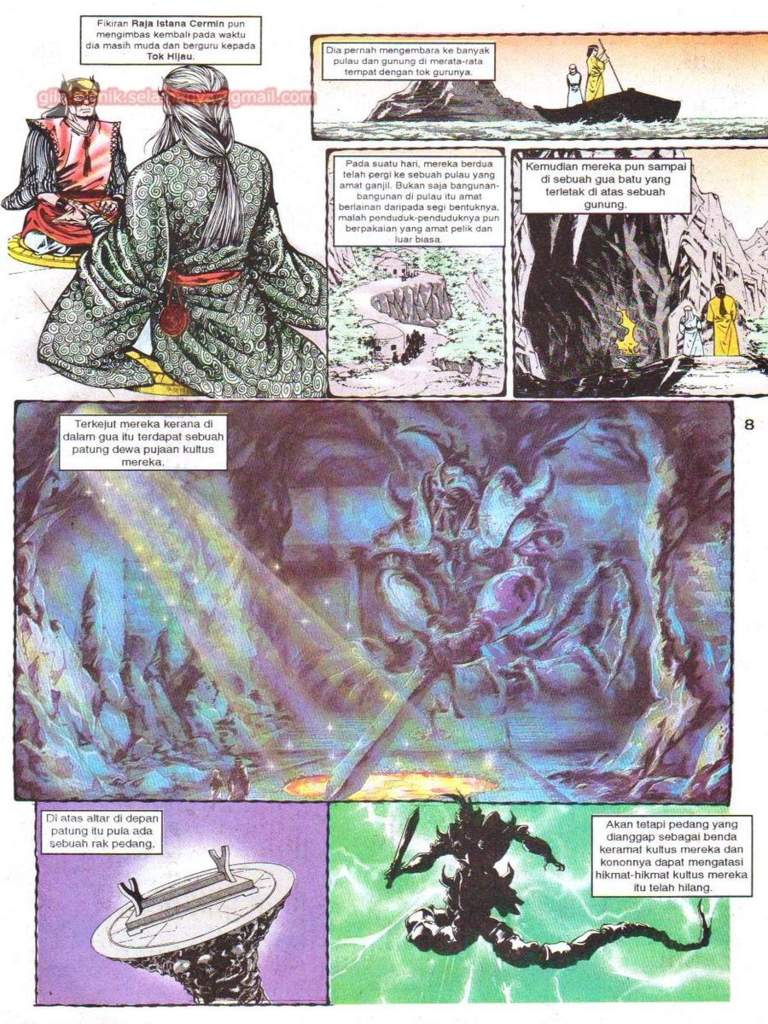 Fikiran Raja Istana Cermin pun
mengimbas kembali pada waktu
dia masih muda dan berguru kepada
Tok Hijau.
Dia pernah mengembara ke banyak
pulau dan gunung di merata-rata
tempat dengan tok gurunya.
Pada suatu hari, mereka berdua
telah pergi ke sebuah pulau yang
amat ganjil. Bukan saja bangunan-
bangunan di pulau itu amat
berlainan daripada segi bentuknya,
malah penduduk-penduduknya pun
berpakaian yang amat pelik dan
luar biasa.
Kemudian mereka pun sampai
di sebuah gua batu yang
terletak di atas sebuah
gunung.
8
Terkejut mereka kerana di
dalam gua itu terdapat sebuah
patung dewa pujaan kultus
mereka.
Di atas altar di depan
patung itu pula ada
sebuah rak pedang.
Akan tetapi pedang yang
dianggap sebagai benda
keramat kultus mereka dan
kononnya dapat mengatasi
hikmat-hikmat kultus mereka
itu telah hilang.